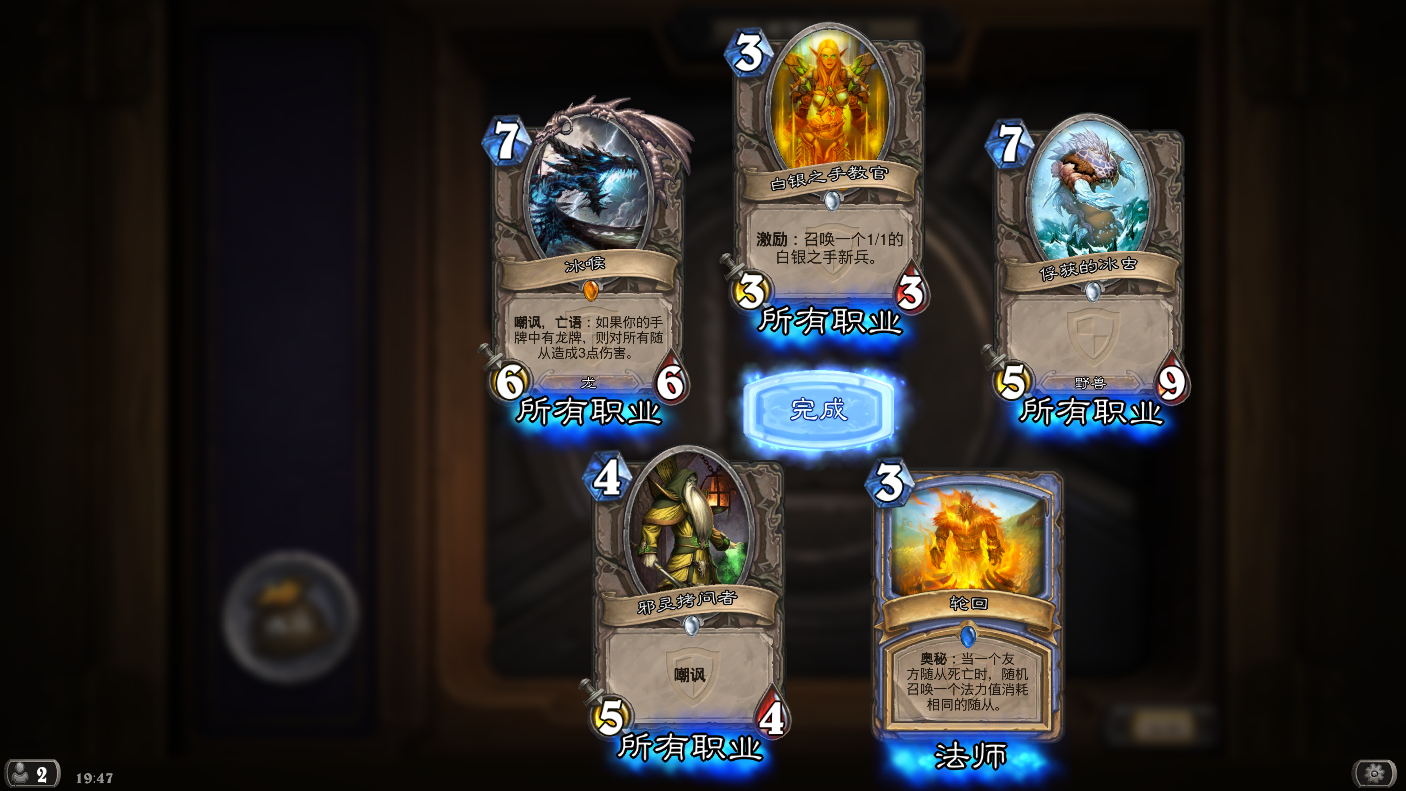 3
白银之手教官
激励：召唤一个1/1的
白银之手新兵。
3
3
所有职业
7
冰喉
嘲讽，亡语：如果你的手
牌中有龙牌，则对所有随
从造成3点伤害。
6
龙
6
所有职业
7
俘获的冰虫
5
野兽
9
所有职业
完成
4
邪灵拷问者
嘲讽
5
4
所有职业
3
轮回
奥秘：当一个友
方随从死亡时，随机
召唤一个法力值消耗
相同的随从。
法师
2
19:47